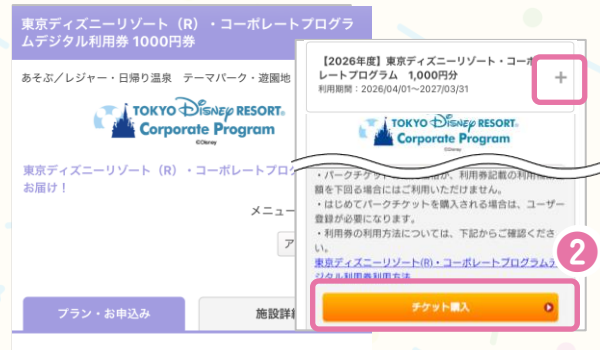 東京ディズニーリゾート（R）・コーポレートプログラ
ムデジタル利用券 1000円券
あそぶ／レジャー・日帰り温泉 テーマパーク・遊園地
TOKYO Disney RESORT®
Corporate Program
©Disney
東京ディズニーリゾート（R）・コーポレートプログ
お届け！
メニュー
ア
プラン・お申込み
施設詳細
【2026年度】東京ディズニーリゾート・コーポ
レートプログラム 1,000円分
利用期間：2026/04/01～2027/03/31
+
TOKYO Disney RESORT®
Corporate Program
©Disney
・パークチケット
が、利用券記載の利用
額を下回る場合にはご利用いただけません。
・はじめてパークチケットを購入される場合は、ユーザー
登録が必要になります。
・利用券の利用方法については、下記からご確認くださ
い。
東京ディズニーリゾート(R)・コーポレートプログラムデ
ジタル利用券利用方法
2
チケット購入